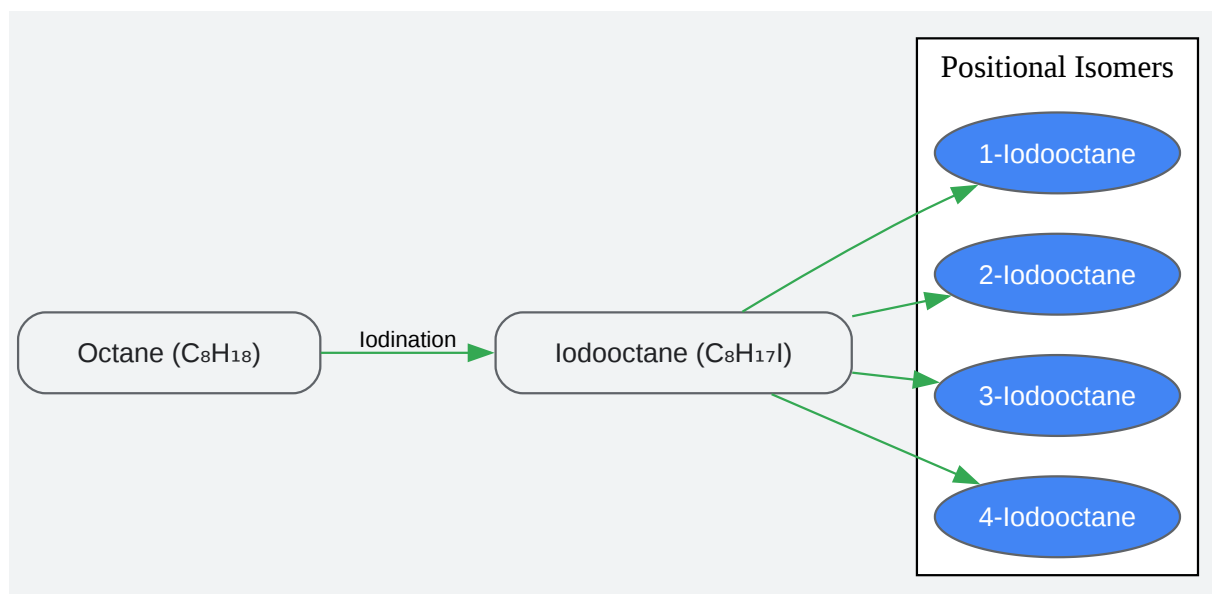 Positional Isomers
1-Iodooctane
2-Iodooctane
Octane (C₈H₁₈)
Iodination
Iodooctane (C₈H₁₇I)
3-Iodooctane
4-Iodooctane